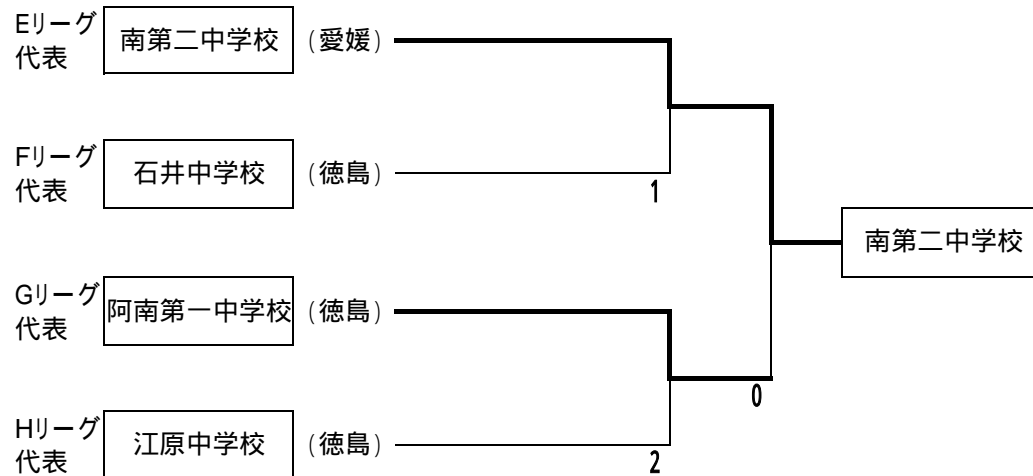 Eリーグ
代表
南第二中学校
(愛媛)
Fリーグ
代表
石井中学校
(徳島)
1
南第二中学校
Gリーグ
代表
阿南第一中学校
(徳島)
0
Hリーグ
代表
江原中学校
(徳島)
2